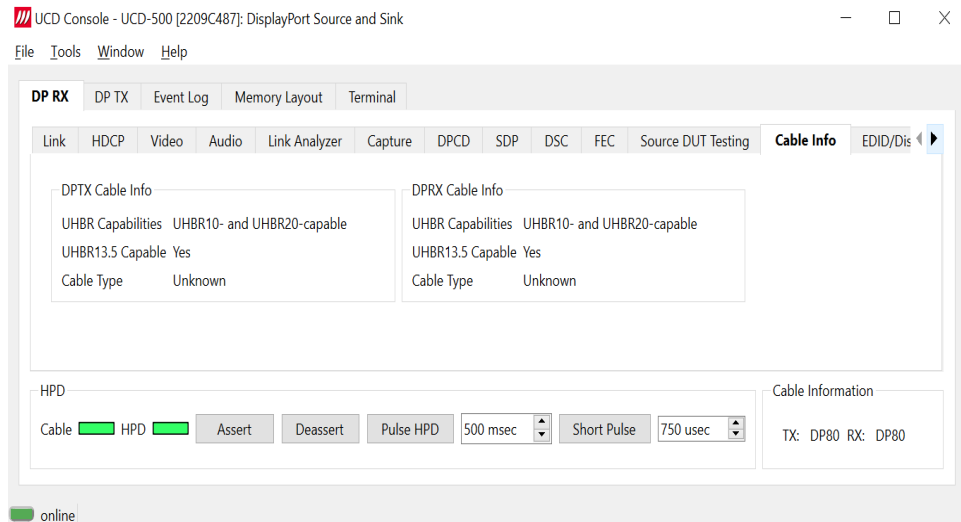 UCD Console - UCD-500 [2209C487]: DisplayPort Source and Sink
File Tools Window Help
DP RX DP TX Event Log Memory Layout Terminal
Link HDCP Video Audio Link Analyzer Capture DPCD SDP DSC FEC Source DUT Testing Cable Info EDID/Dis
DPTX Cable Info
UHBR Capabilities UHBR10- and UHBR20-capable
UHBR13.5 Capable Yes
Cable Type Unknown
DPRX Cable Info
UHBR Capabilities UHBR10- and UHBR20-capable
UHBR13.5 Capable Yes
Cable Type Unknown
HPD
Cable HPD Assert Deassert Pulse HPD 500 msec Short Pulse 750 usec
Cable Information
TX: DP80 RX: DP80
online